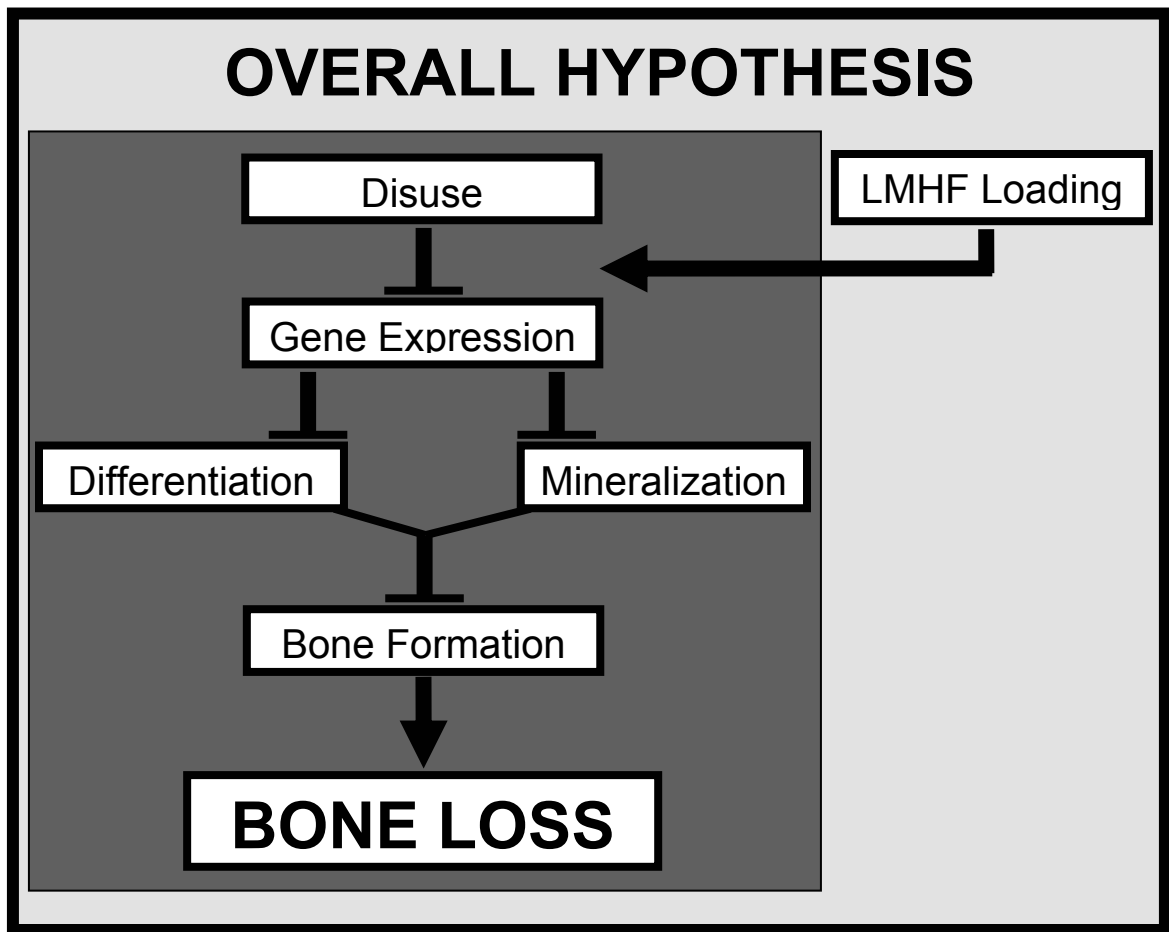 OVERALL HYPOTHESIS
Disuse
LMHF Loading
Gene Expression
Differentiation
Mineralization
Bone Formation
BONE LOSS